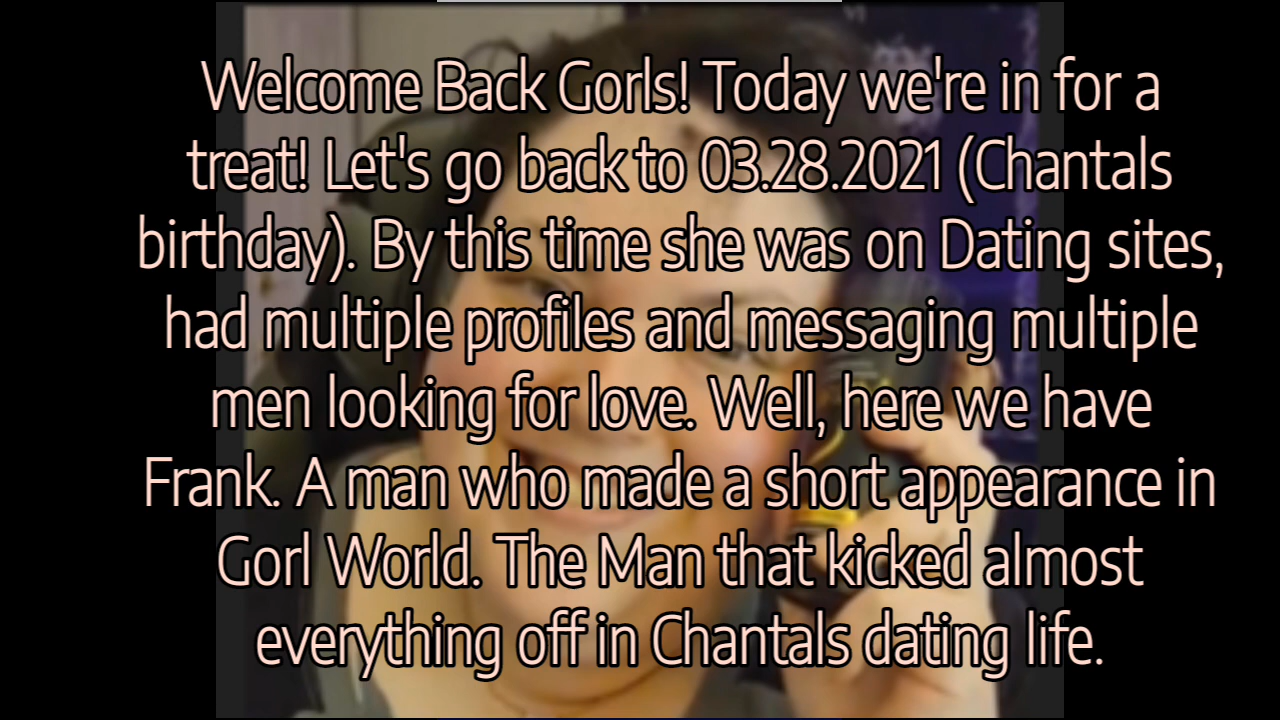 Welcome Back Gorls! Today we're in for a
treat! Let's go back to 03.28.2021 (Chantals
birthday). By this time she was on Dating sites,
had multiple profiles and messaging multiple
men looking for love. Well, here we have
Frank. A man who made a short appearance in
Gorl World. The Man that kicked almost
everything off in Chantals dating life.